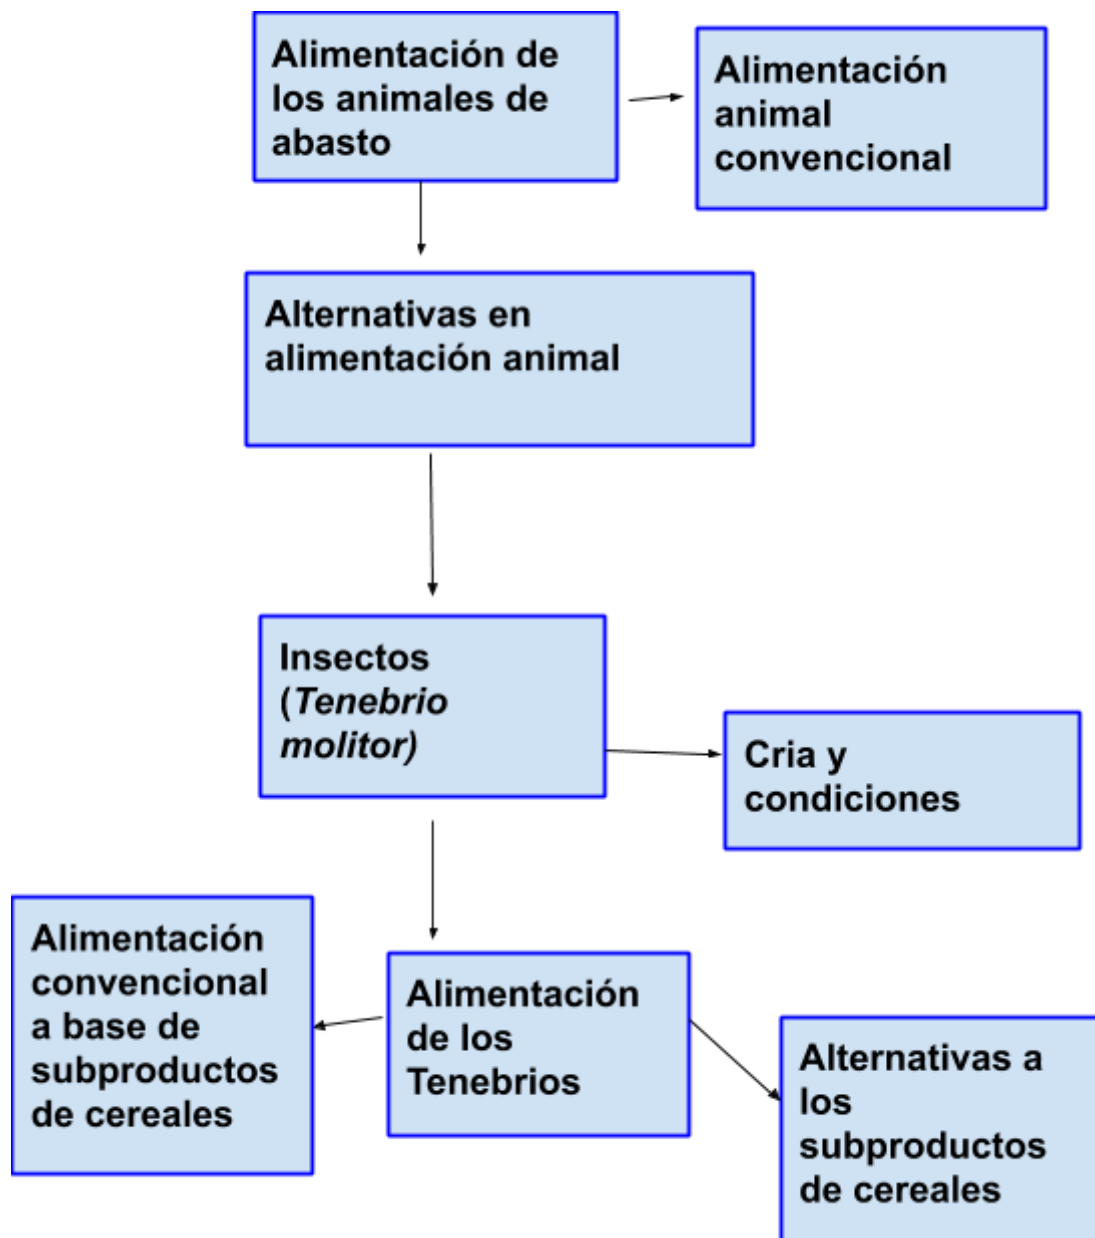 Alimentación de
los animales de
abasto
Alimentación
animal
convencional
Alternativas en
alimentación animal
Insectos
(Tenebrio
molitor)
Cria y
condiciones
Alimentación
convencional
a base de
subproductos
de cereales
Alimentación
de los
Tenebrios
Alternativas a
los
subproductos
de cereales